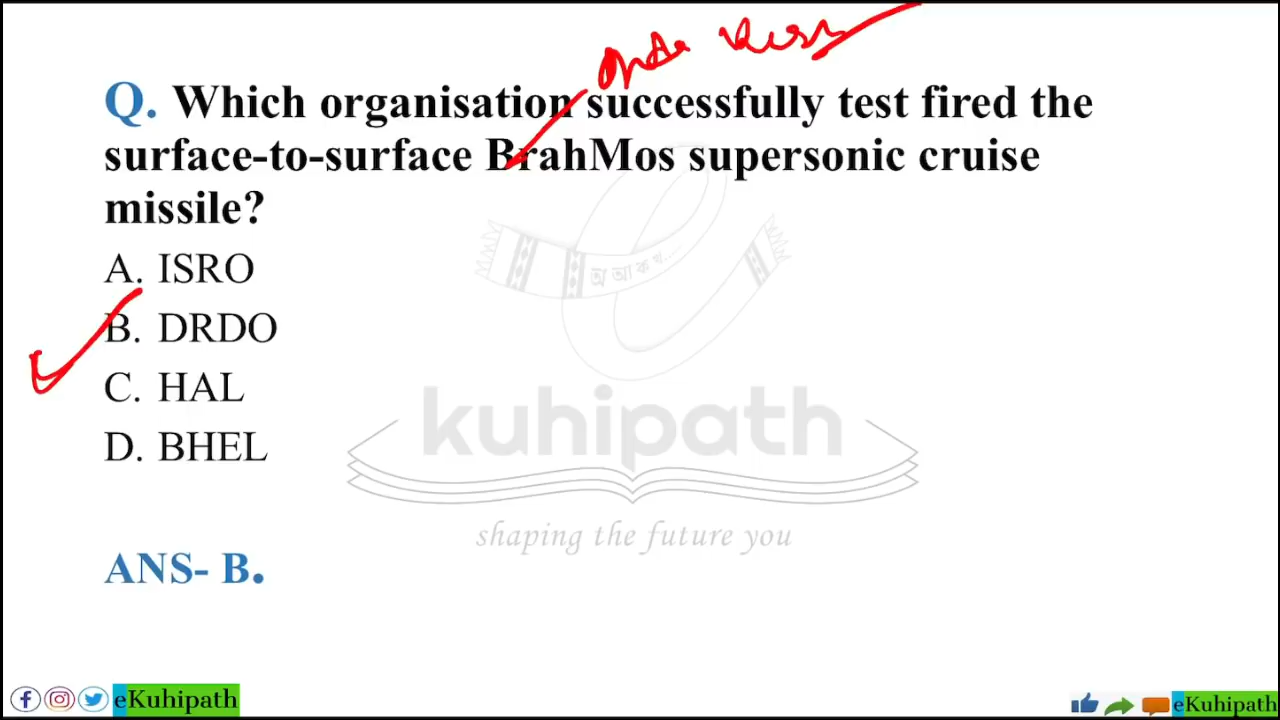 Q. Which organisation successfully test fired the
surface-to-surface BrahMos supersonic cruise
missile?
A. ISRO
B. DRDO
C. HAL
D. BHEL
অ আ ক খ...
kuhipath
shaping the future you
ANS- B.
eKuhipath
eKuhipath